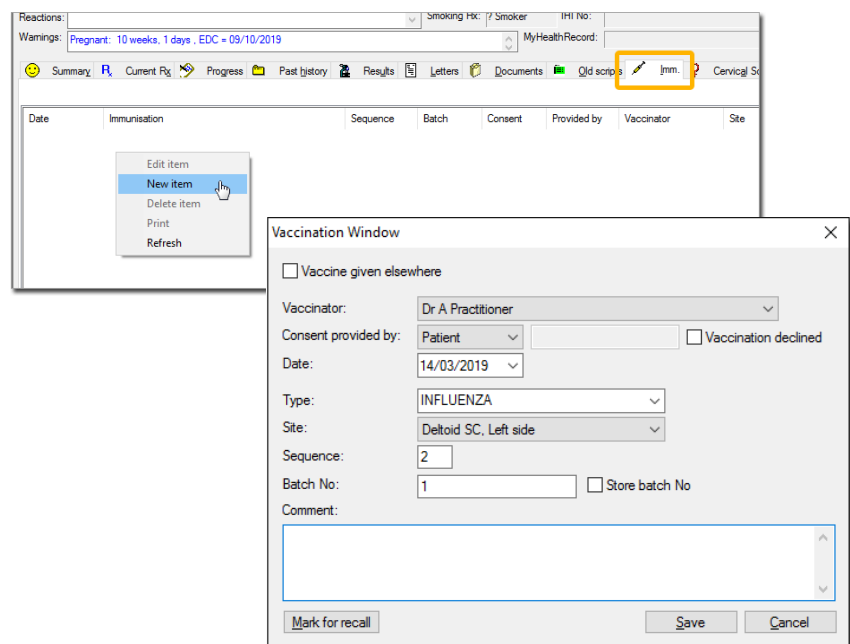 Reactions: Smoking Hx: ? Smoker IHI No:
Warnings: Pregnant: 10 weeks, 1 days , EDC = 09/10/2019 MyHealthRecord:
Summary Rx Current Rx Progress Past history Results Letters Documents Old scripts Imm. Cervical
Date Immunisation Sequence Batch Consent Provided by Vaccinator Site
Edit item
New item
Delete item
Print
Refresh
Vaccination Window
Vaccine given elsewhere
Vaccinator: Dr A Practitioner
Consent provided by: Patient Vaccination declined
Date: 14/03/2019
Type: INFLUENZA
Site: Deltoid SC, Left side
Sequence: 2
Batch No: 1 Store batch No
Comment:
Mark for recall Save Cancel